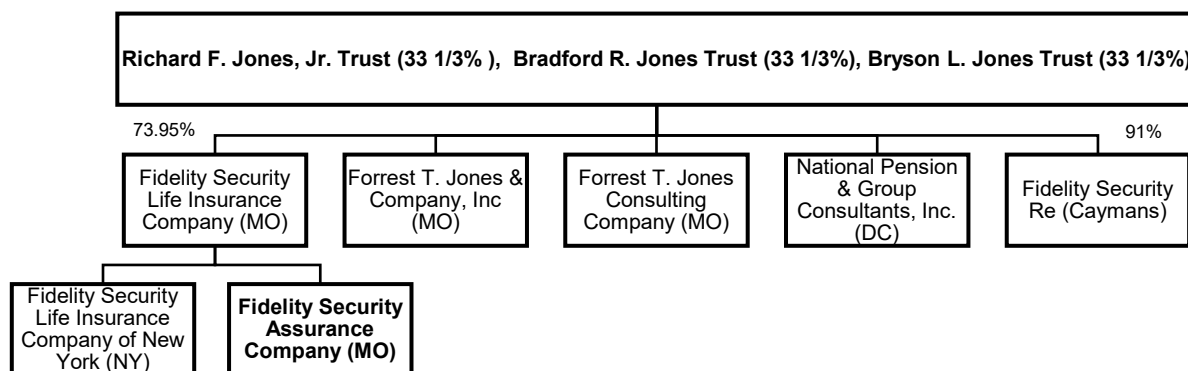 Richard F. Jones, Jr. Trust (33 1/3% ), Bradford R. Jones Trust (33 1/3%), Bryson L. Jones Trust (33 1/3%)
73.95%
91%
Fidelity Security
Life Insurance
Company (MO)
Forrest T. Jones &
Company, Inc
(MO)
Forrest T. Jones
Consulting
Company (MO)
National Pension
& Group
Consultants, Inc.
(DC)
Fidelity Security
Re (Caymans)
Fidelity Security
Life Insurance
Company of New
York (NY)
Fidelity Security
Assurance
Company (MO)